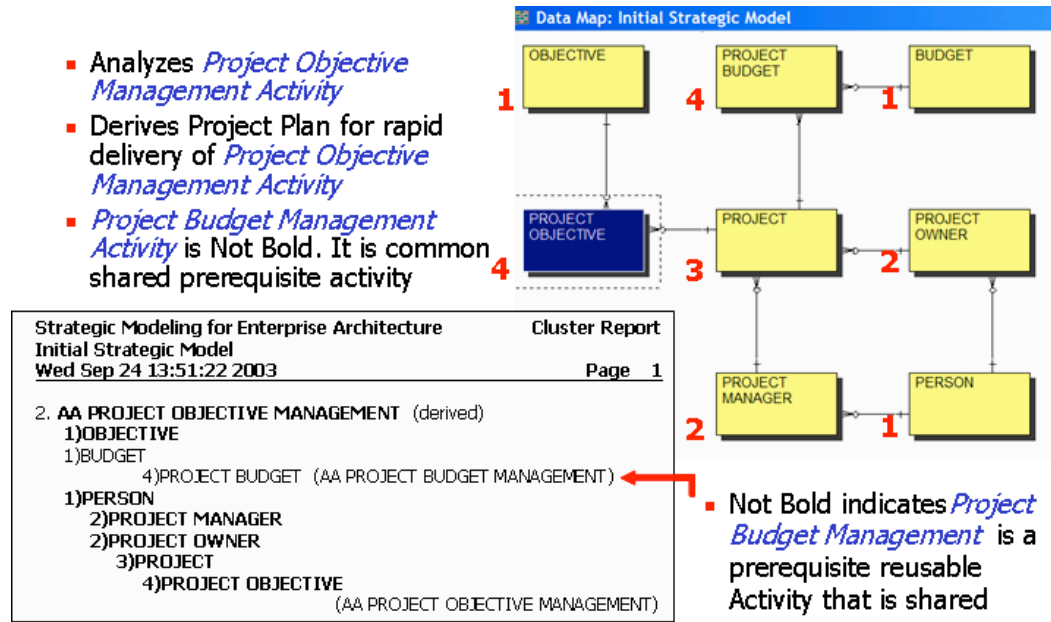 Data Map: Initial Strategic Model
▪ Analyzes Project Objective
Management Activity
▪ Derives Project Plan for rapid
delivery of Project Objective
Management Activity
▪ Project Budget Management
Activity is Not Bold. It is common
shared prerequisite activity
OBJECTIVE
1
PROJECT
BUDGET
4
BUDGET
1
PROJECT
OBJECTIVE
4
PROJECT
3
PROJECT
OWNER
2
PROJECT
MANAGER
2
PERSON
1
Strategic Modeling for Enterprise Architecture Cluster Report
Initial Strategic Model
Wed Sep 24 13:51:22 2003 Page 1
2. AA PROJECT OBJECTIVE MANAGEMENT (derived)
1)OBJECTIVE
1)BUDGET
4)PROJECT BUDGET (AA PROJECT BUDGET MANAGEMENT)
1)PERSON
2)PROJECT MANAGER
2)PROJECT OWNER
3)PROJECT
4)PROJECT OBJECTIVE
(AA PROJECT OBJECTIVE MANAGEMENT)
▪ Not Bold indicates Project
Budget Management is a
prerequisite reusable
Activity that is shared